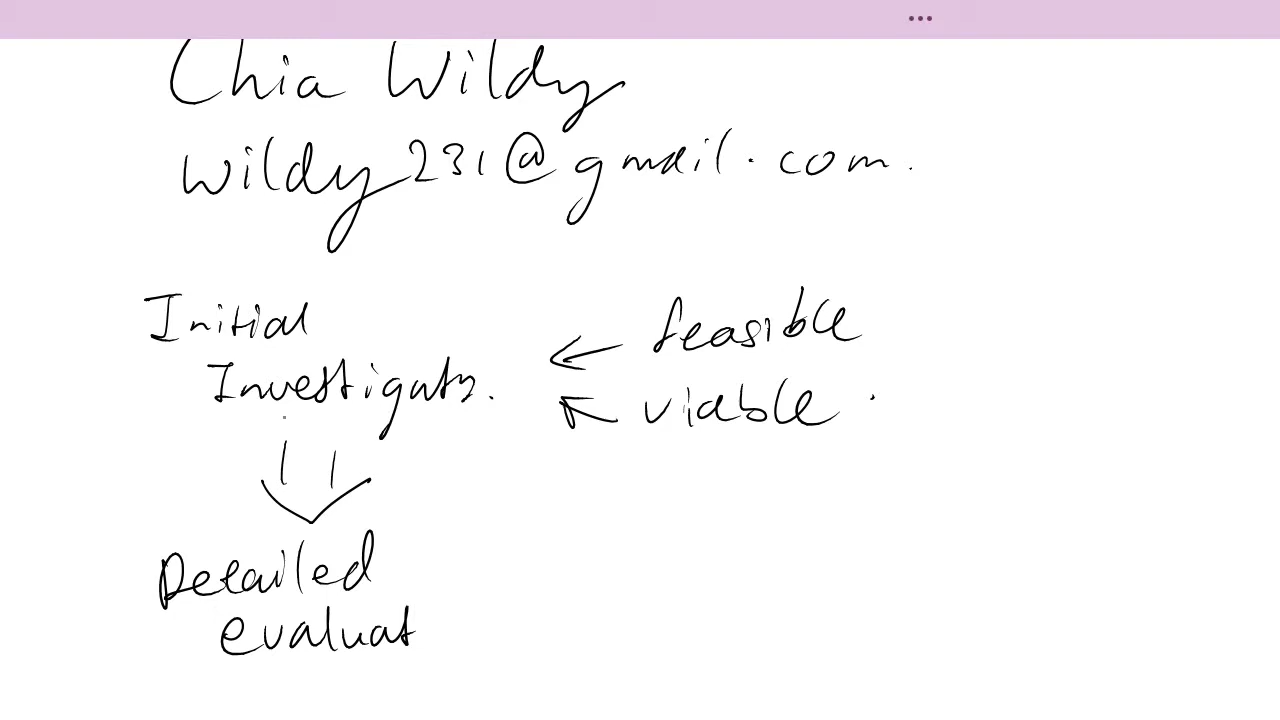 Chia Wildy
wildy231@gmail.com.
Initial
Investigatn.
feasible
viable.
Detailed
evaluat